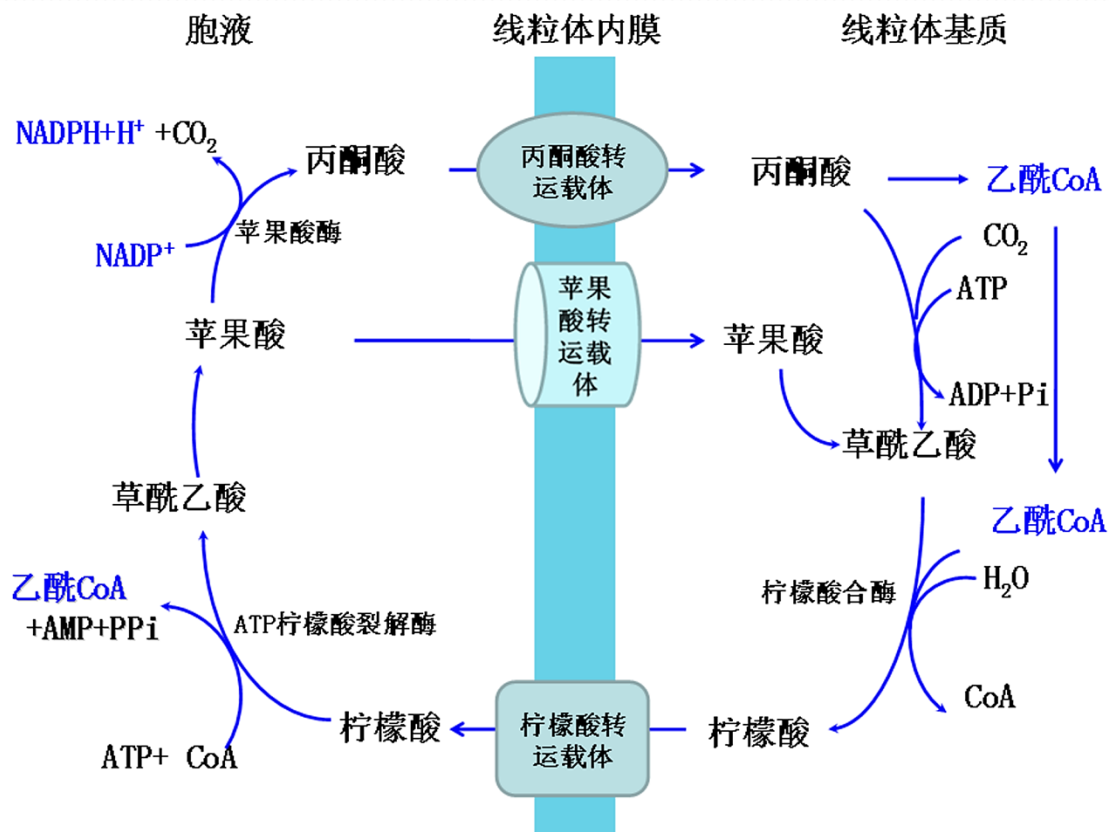 胞液
线粒体内膜
线粒体基质
NADPH+H⁺ +CO₂
丙酮酸
丙酮酸转
运载体
丙酮酸
乙酰CoA
苹果酸酶
NADP⁺
CO₂
ATP
苹果酸
苹果
酸转
运载
体
苹果酸
ADP+Pi
草酰乙酸
草酰乙酸
乙酰CoA
乙酰CoA
+AMP+PPi
ATP柠檬酸裂解酶
柠檬酸合酶
H₂O
CoA
柠檬酸
柠檬酸转
运载体
柠檬酸
ATP+ CoA